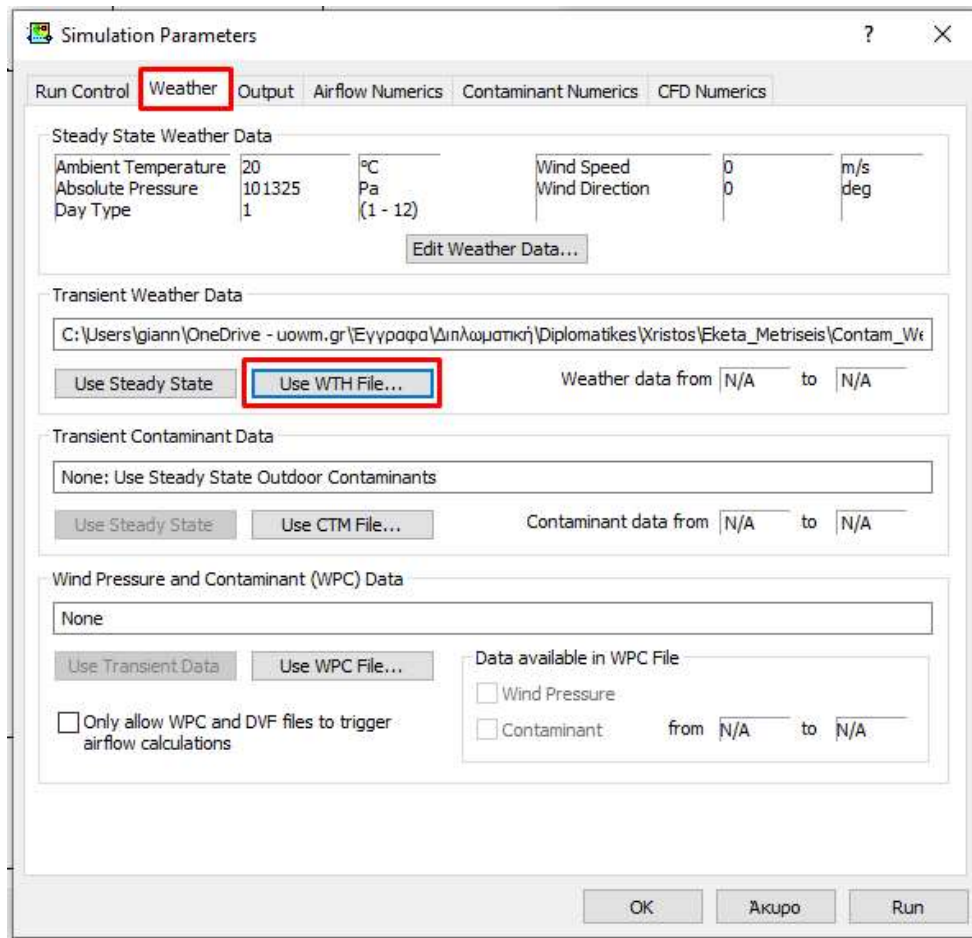 Simulation Parameters ?
Run Control Weather Output Airflow Numerics Contaminant Numerics CFD Numerics
Steady State Weather Data
Ambient Temperature 20 °C Wind Speed 0 m/s
Absolute Pressure 101325 Pa Wind Direction 0 deg
Day Type 1 (1 - 12)
Edit Weather Data...
Transient Weather Data
C:\Users\giann\OneDrive - uowm.gr\Έγγραφα\Διπλωματική\Diplomatikes\Xristos\Eketa_Metriseis\Contam_We
Use Steady State Use WTH File... Weather data from N/A to N/A
Transient Contaminant Data
None: Use Steady State Outdoor Contaminants
Use Steady State Use CTM File... Contaminant data from N/A to N/A
Wind Pressure and Contaminant (WPC) Data
None
Use Transient Data Use WPC File... Data available in WPC File
Wind Pressure
Only allow WPC and DVF files to trigger
airflow calculations
Contaminant from N/A to N/A
OK Άκυρο Run